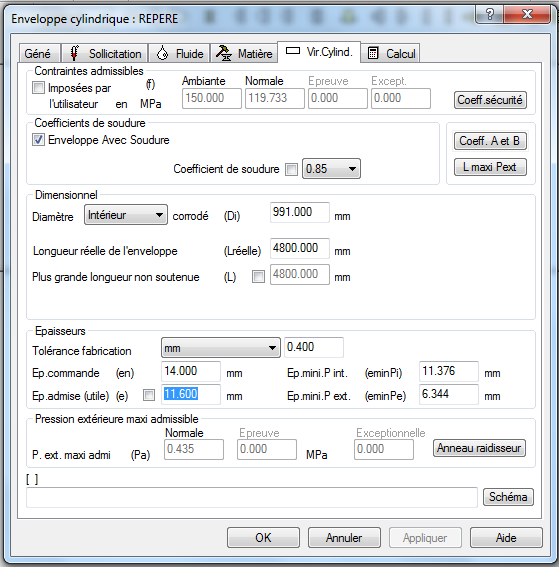 Enveloppe cylindrique : REPERE
Géné Sollicitation Fluide Matière Vir.Cylind. Calcul
Contraintes admissibles
Imposées par (f) Ambiante Normale Epreuve Except.
l'utilisateur en MPa 150.000 119.733 0.000 0.000 Coeff.sécurité
Coefficients de soudure
Enveloppe Avec Soudure Coeff. A et B
Coefficient de soudure 0.85 L maxi Pext
Dimensionnel
Diamètre Intérieur corrodé (Di) 991.000 mm
Longueur réelle de l'enveloppe (Lréelle) 4800.000 mm
Plus grande longueur non soutenue (L) 4800.000 mm
Epaisseurs
Tolérance fabrication mm 0.400
Ep.commande (en) 14.000 mm Ep.mini.P int. (eminPi) 11.376 mm
Ep.admise (utile) (e) 11.600 mm Ep.mini.P ext. (eminPe) 6.344 mm
Pression extérieure maxi admissible
Normale Epreuve Exceptionnelle
P. ext. maxi admi (Pa) 0.435 0.000 MPa 0.000 Anneau raidisseur
[ ]
Schéma
OK Annuler Appliquer Aide